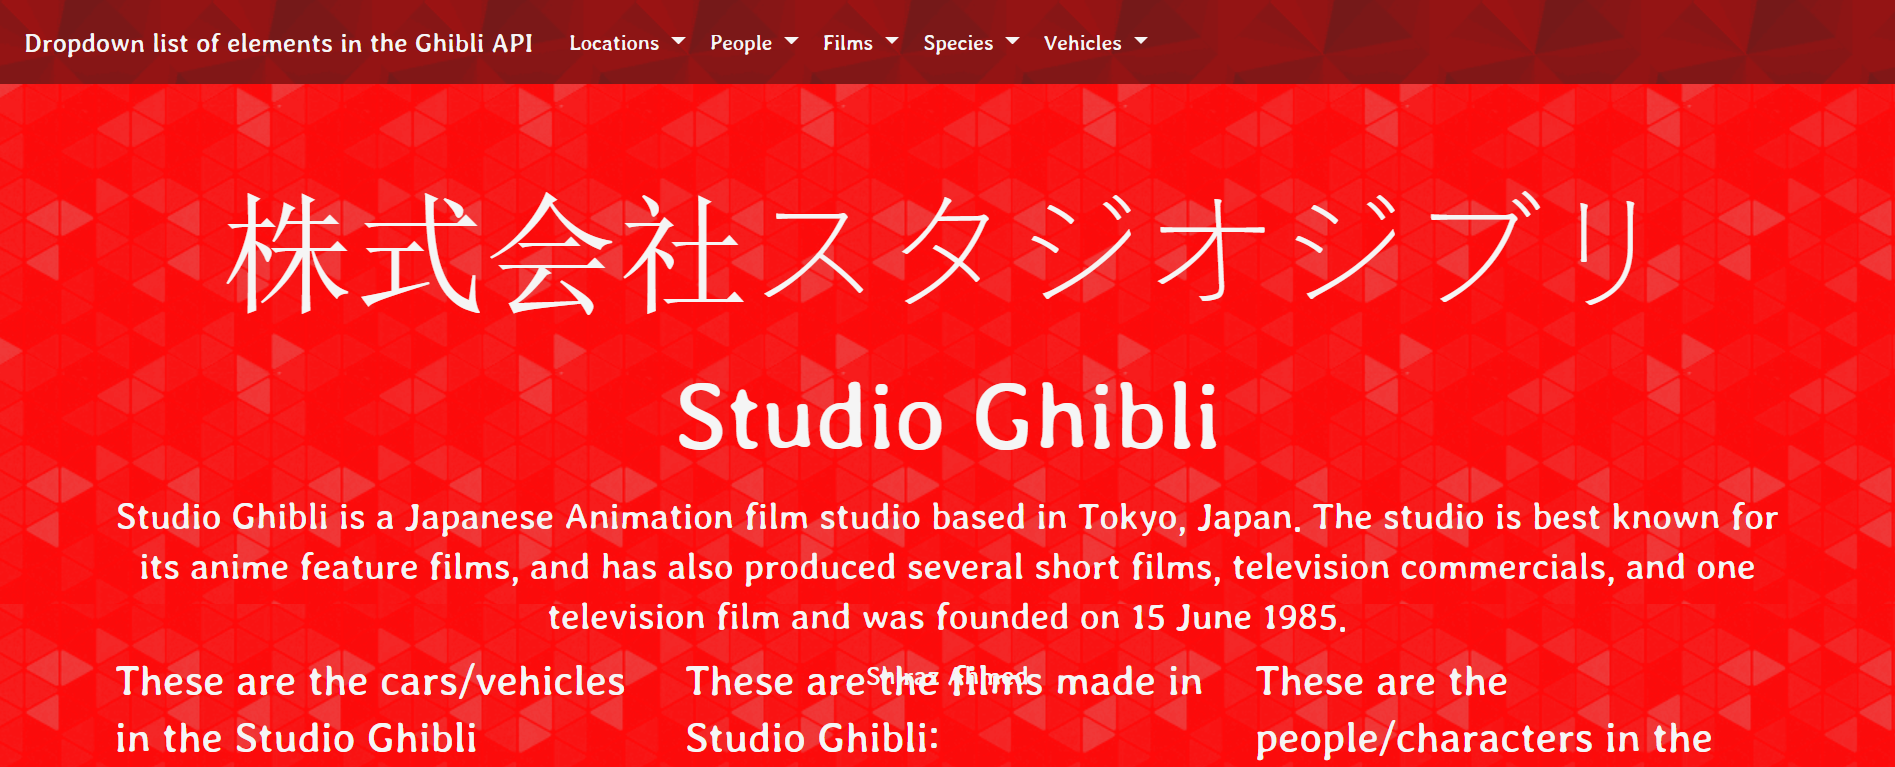 Dropdown list of elements in the Ghibli API Locations People Films Species Vehicles
株式会社スタジオジブリ
Studio Ghibli
Studio Ghibli is a Japanese Animation film studio based in Tokyo, Japan. The studio is best known for
its anime feature films, and has also produced several short films, television commercials, and one
television film and was founded on 15 June 1985.
Shiraz Ahmed
These are the cars/vehicles
in the Studio Ghibli
These are the films made in
Studio Ghibli:
These are the
people/characters in the